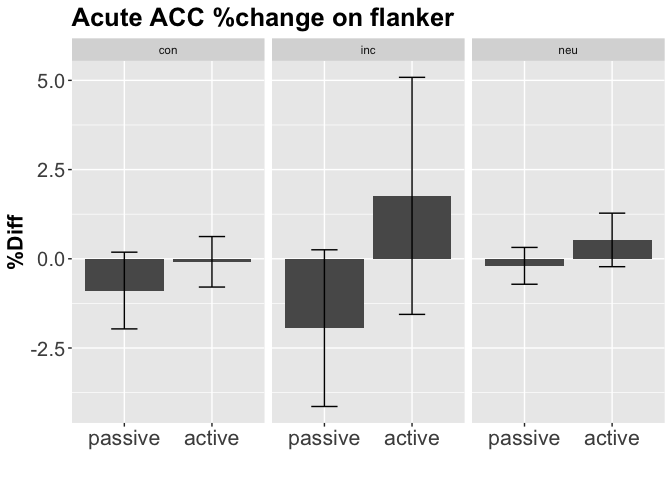 Acute ACC %change on flanker
con inc neu
%Diff
5.0
2.5
0.0
-2.5
passive active passive active passive active